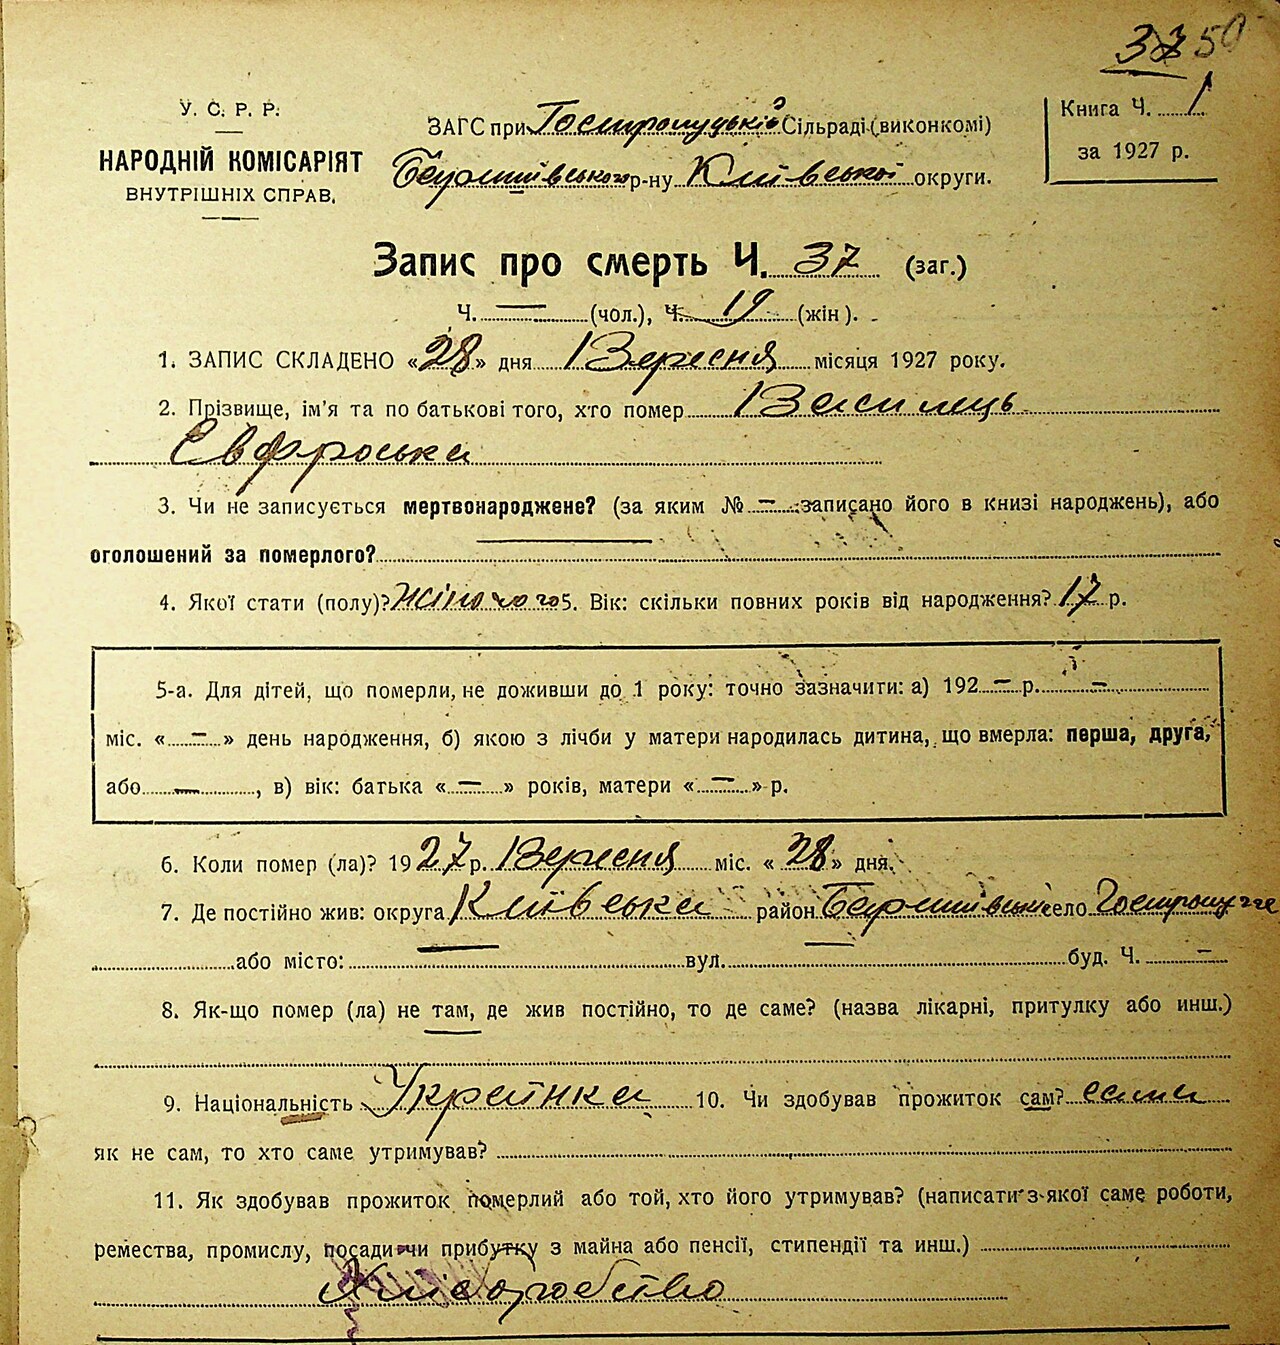 37 50
У. С. Р. Р.
НАРОДНІЙ КОМІСАРІЯТ
ВНУТРІШНІХ СПРАВ.
ЗАГС при Гостролуцькій Сільраді (виконкомі)
р-ну Київської округи.
Книга Ч. 1
за 1927 р.
Запис про смерть Ч. 37 (заг.)
Ч. — (чол.), Ч. 19 (жін).
1. ЗАПИС СКЛАДЕНО «28» дня Вересня місяця 1927 року.
2. Прізвище, ім'я та по батькові того, хто помер Василець
Євфроська
3. Чи не записується мертвонароджене? (за яким № — записано його в книзі народжень), або
оголошений за померлого?
4. Якої стати (полу)? Жіночого 5. Вік: скільки повних років від народження? 17 р.
5-а. Для дітей, що померли, не доживши до 1 року: точно зазначити: а) 192 — р. —
міс. « — » день народження, б) якою з лічби у матери народилась дитина, що вмерла: перша, друга,
або —, в) вік: батька « — » років, матери « — » р.
6. Коли помер (ла)? 1927 р. Вересня міс. «28» дня.
7. Де постійно жив: округа Київська район село Гостролуччє
або місто: вул. буд. Ч. —
8. Як-що помер (ла) не там, де жив постійно, то де саме? (назва лікарні, притулку або инш.)
9. Національність Українка 10. Чи здобував прожиток сам? сама
як не сам, то хто саме утримував?
11. Як здобував прожиток померлий або той, хто його утримував? (написати з якої саме роботи,
ремества, промислу, посади чи прибутку з майна або пенсії, стипендії та инш.)
Хліборобство